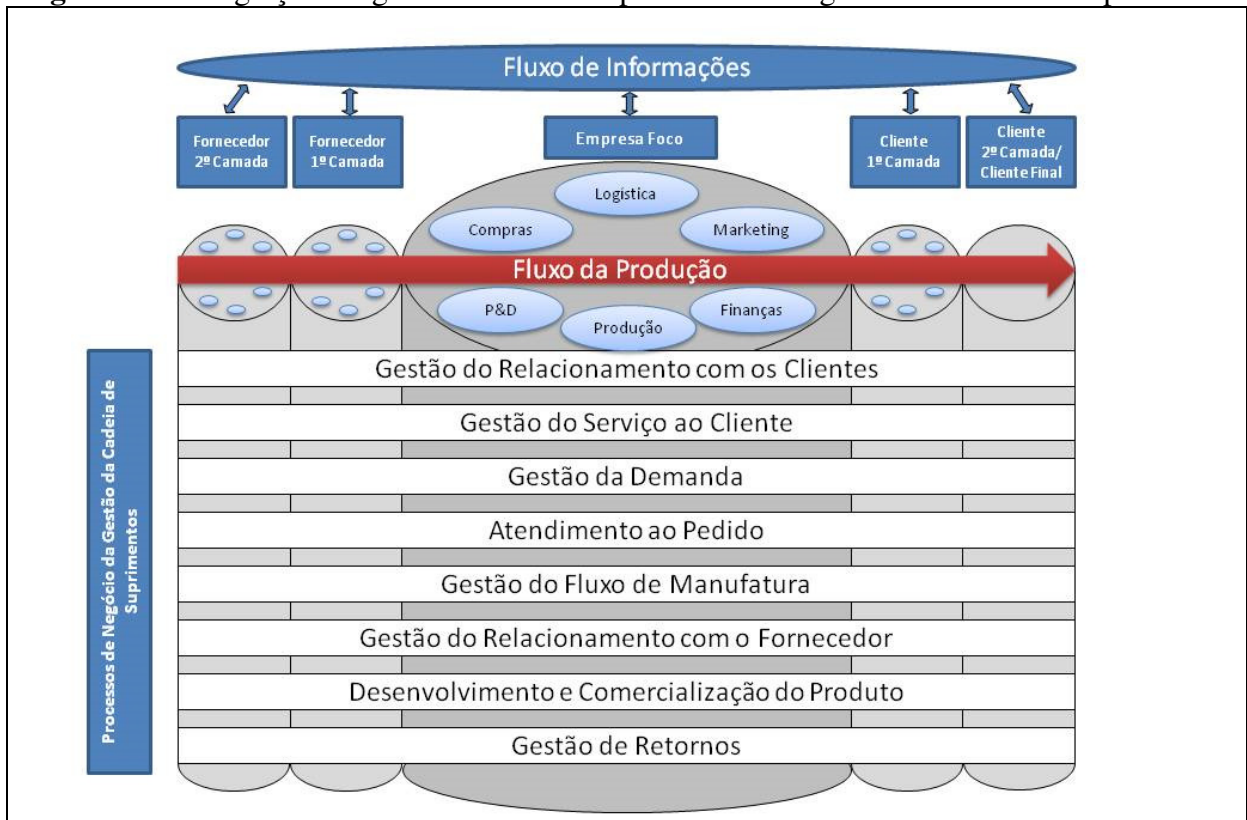 Fluxo de Informações
Fornecedor
2ª Camada
Fornecedor
1ª Camada
Empresa Foco
Cliente
1ª Camada
Cliente
2ª Camada/
Cliente Final
Logística
Compras
Marketing
Fluxo da Produção
P&D
Produção
Finanças
Processos de Negócio da Gestão da Cadeia de
Suprimentos
Gestão do Relacionamento com os Clientes
Gestão do Serviço ao Cliente
Gestão da Demanda
Atendimento ao Pedido
Gestão do Fluxo de Manufatura
Gestão do Relacionamento com o Fornecedor
Desenvolvimento e Comercialização do Produto
Gestão de Retornos